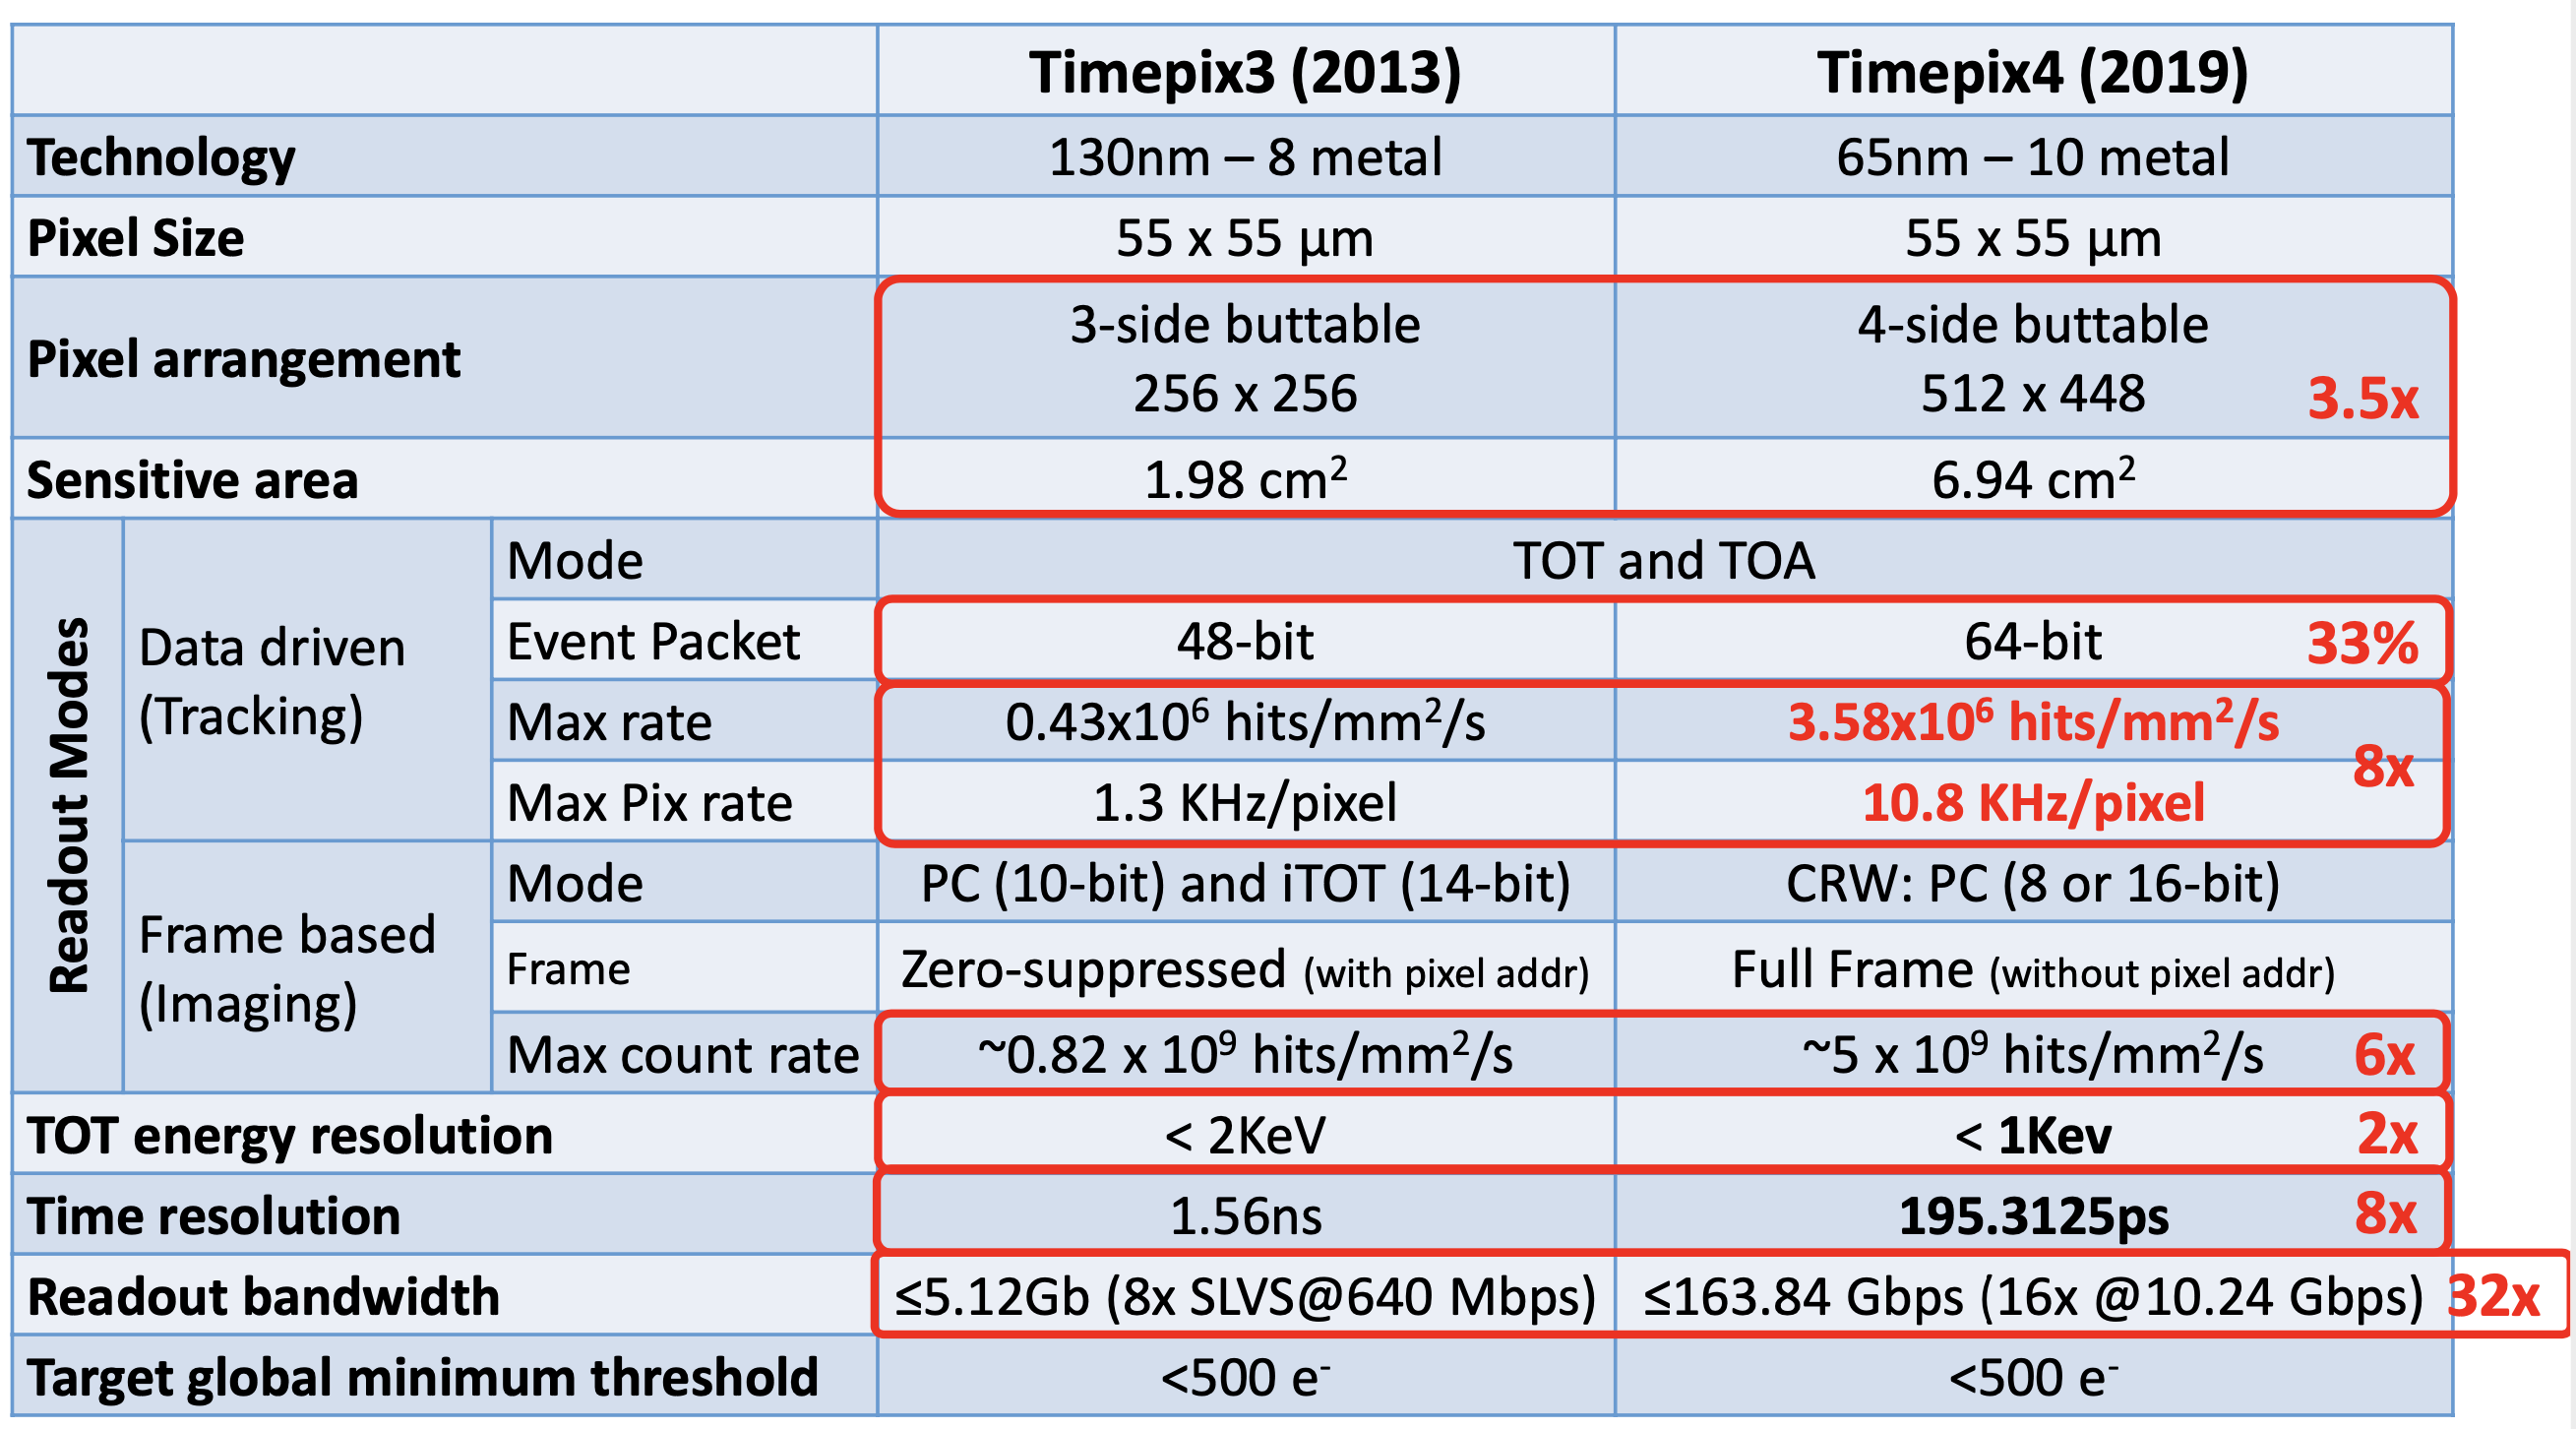 Timepix3 (2013) Timepix4 (2019)
Technology 130nm – 8 metal 65nm – 10 metal
Pixel Size 55 x 55 µm 55 x 55 µm
Pixel arrangement
3-side buttable 4-side buttable
256 x 256 512 x 448 3.5x
Sensitive area 1.98 cm² 6.94 cm²
Readout Modes
Data driven
(Tracking)
Mode TOT and TOA
Event Packet 48-bit 64-bit 33%
Max rate 0.43x10⁶ hits/mm²/s 3.58x10⁶ hits/mm²/s
8x
Max Pix rate 1.3 KHz/pixel 10.8 KHz/pixel
Frame based
(Imaging)
Mode PC (10-bit) and iTOT (14-bit) CRW: PC (8 or 16-bit)
Frame Zero-suppressed (with pixel addr) Full Frame (without pixel addr)
Max count rate ~0.82 x 10⁹ hits/mm²/s ~5 x 10⁹ hits/mm²/s 6x
TOT energy resolution < 2KeV < 1Kev 2x
Time resolution 1.56ns 195.3125ps 8x
Readout bandwidth ≤5.12Gb (8x SLVS@640 Mbps) ≤163.84 Gbps (16x @10.24 Gbps) 32x
Target global minimum threshold <500 e⁻ <500 e⁻